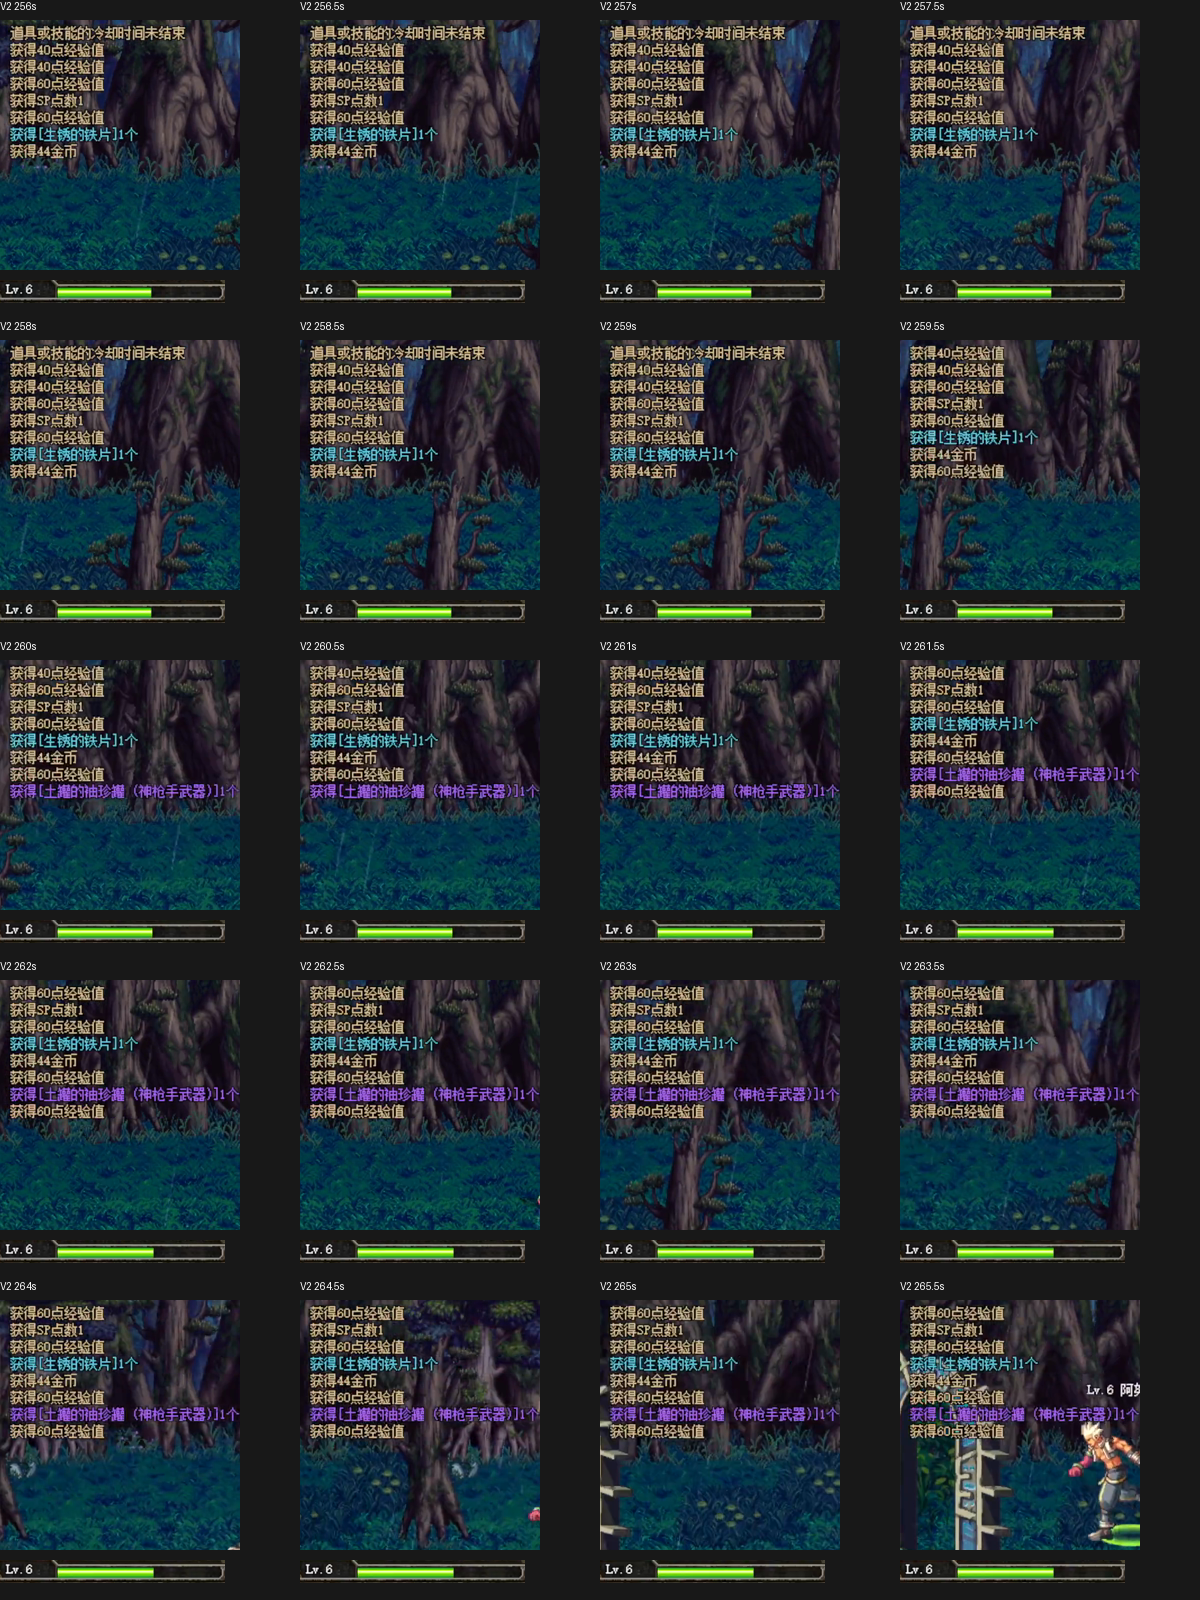 V2 256s
道具或技能的冷却时间未结束
获得40点经验值
获得40点经验值
获得60点经验值
获得SP点数1
获得60点经验值
获得[生锈的铁片]1个
获得44金币
Lv.6
V2 256.5s
道具或技能的冷却时间未结束
获得40点经验值
获得40点经验值
获得60点经验值
获得SP点数1
获得60点经验值
获得[生锈的铁片]1个
获得44金币
Lv.6
V2 257s
道具或技能的冷却时间未结束
获得40点经验值
获得40点经验值
获得60点经验值
获得SP点数1
获得60点经验值
获得[生锈的铁片]1个
获得44金币
Lv.6
V2 257.5s
道具或技能的冷却时间未结束
获得40点经验值
获得40点经验值
获得60点经验值
获得SP点数1
获得60点经验值
获得[生锈的铁片]1个
获得44金币
Lv.6
V2 258s
道具或技能的冷却时间未结束
获得40点经验值
获得40点经验值
获得60点经验值
获得SP点数1
获得60点经验值
获得[生锈的铁片]1个
获得44金币
Lv.6
V2 258.5s
道具或技能的冷却时间未结束
获得40点经验值
获得40点经验值
获得60点经验值
获得SP点数1
获得60点经验值
获得[生锈的铁片]1个
获得44金币
Lv.6
V2 259s
道具或技能的冷却时间未结束
获得40点经验值
获得40点经验值
获得60点经验值
获得SP点数1
获得60点经验值
获得[生锈的铁片]1个
获得44金币
Lv.6
V2 259.5s
获得40点经验值
获得40点经验值
获得60点经验值
获得SP点数1
获得60点经验值
获得[生锈的铁片]1个
获得44金币
获得60点经验值
Lv.6
V2 260s
获得40点经验值
获得60点经验值
获得SP点数1
获得60点经验值
获得[生锈的铁片]1个
获得44金币
获得60点经验值
获得[土罐的袖珍罐（神枪手武器)]1个
Lv.6
V2 260.5s
获得40点经验值
获得60点经验值
获得SP点数1
获得60点经验值
获得[生锈的铁片]1个
获得44金币
获得60点经验值
获得[土罐的袖珍罐（神枪手武器)]1个
Lv.6
V2 261s
获得40点经验值
获得60点经验值
获得SP点数1
获得60点经验值
获得[生锈的铁片]1个
获得44金币
获得60点经验值
获得[土罐的袖珍罐（神枪手武器)]1个
Lv.6
V2 261.5s
获得60点经验值
获得SP点数1
获得60点经验值
获得[生锈的铁片]1个
获得44金币
获得60点经验值
获得[土罐的袖珍罐（神枪手武器)]1个
获得60点经验值
Lv.6
V2 262s
获得60点经验值
获得SP点数1
获得60点经验值
获得[生锈的铁片]1个
获得44金币
获得60点经验值
获得[土罐的袖珍罐（神枪手武器)]1个
获得60点经验值
Lv.6
V2 262.5s
获得60点经验值
获得SP点数1
获得60点经验值
获得[生锈的铁片]1个
获得44金币
获得60点经验值
获得[土罐的袖珍罐（神枪手武器)]1个
获得60点经验值
Lv.6
V2 263s
获得60点经验值
获得SP点数1
获得60点经验值
获得[生锈的铁片]1个
获得44金币
获得60点经验值
获得[土罐的袖珍罐（神枪手武器)]1个
获得60点经验值
Lv.6
V2 263.5s
获得60点经验值
获得SP点数1
获得60点经验值
获得[生锈的铁片]1个
获得44金币
获得60点经验值
获得[土罐的袖珍罐（神枪手武器)]1个
获得60点经验值
Lv.6
V2 264s
获得60点经验值
获得SP点数1
获得60点经验值
获得[生锈的铁片]1个
获得44金币
获得60点经验值
获得[土罐的袖珍罐（神枪手武器)]1个
获得60点经验值
Lv.6
V2 264.5s
获得60点经验值
获得SP点数1
获得60点经验值
获得[生锈的铁片]1个
获得44金币
获得60点经验值
获得[土罐的袖珍罐（神枪手武器)]1个
获得60点经验值
Lv.6
V2 265s
获得60点经验值
获得SP点数1
获得60点经验值
获得[生锈的铁片]1个
获得44金币
获得60点经验值
获得[土罐的袖珍罐（神枪手武器)]1个
获得60点经验值
Lv.6
V2 265.5s
获得60点经验值
获得SP点数1
获得60点经验值
获得[生锈的铁片]1个
获得44金币
Lv.6 阿
获得60点经验值
获得[土罐的袖珍罐（神枪手武器)]1个
获得60点经验值
Lv.6